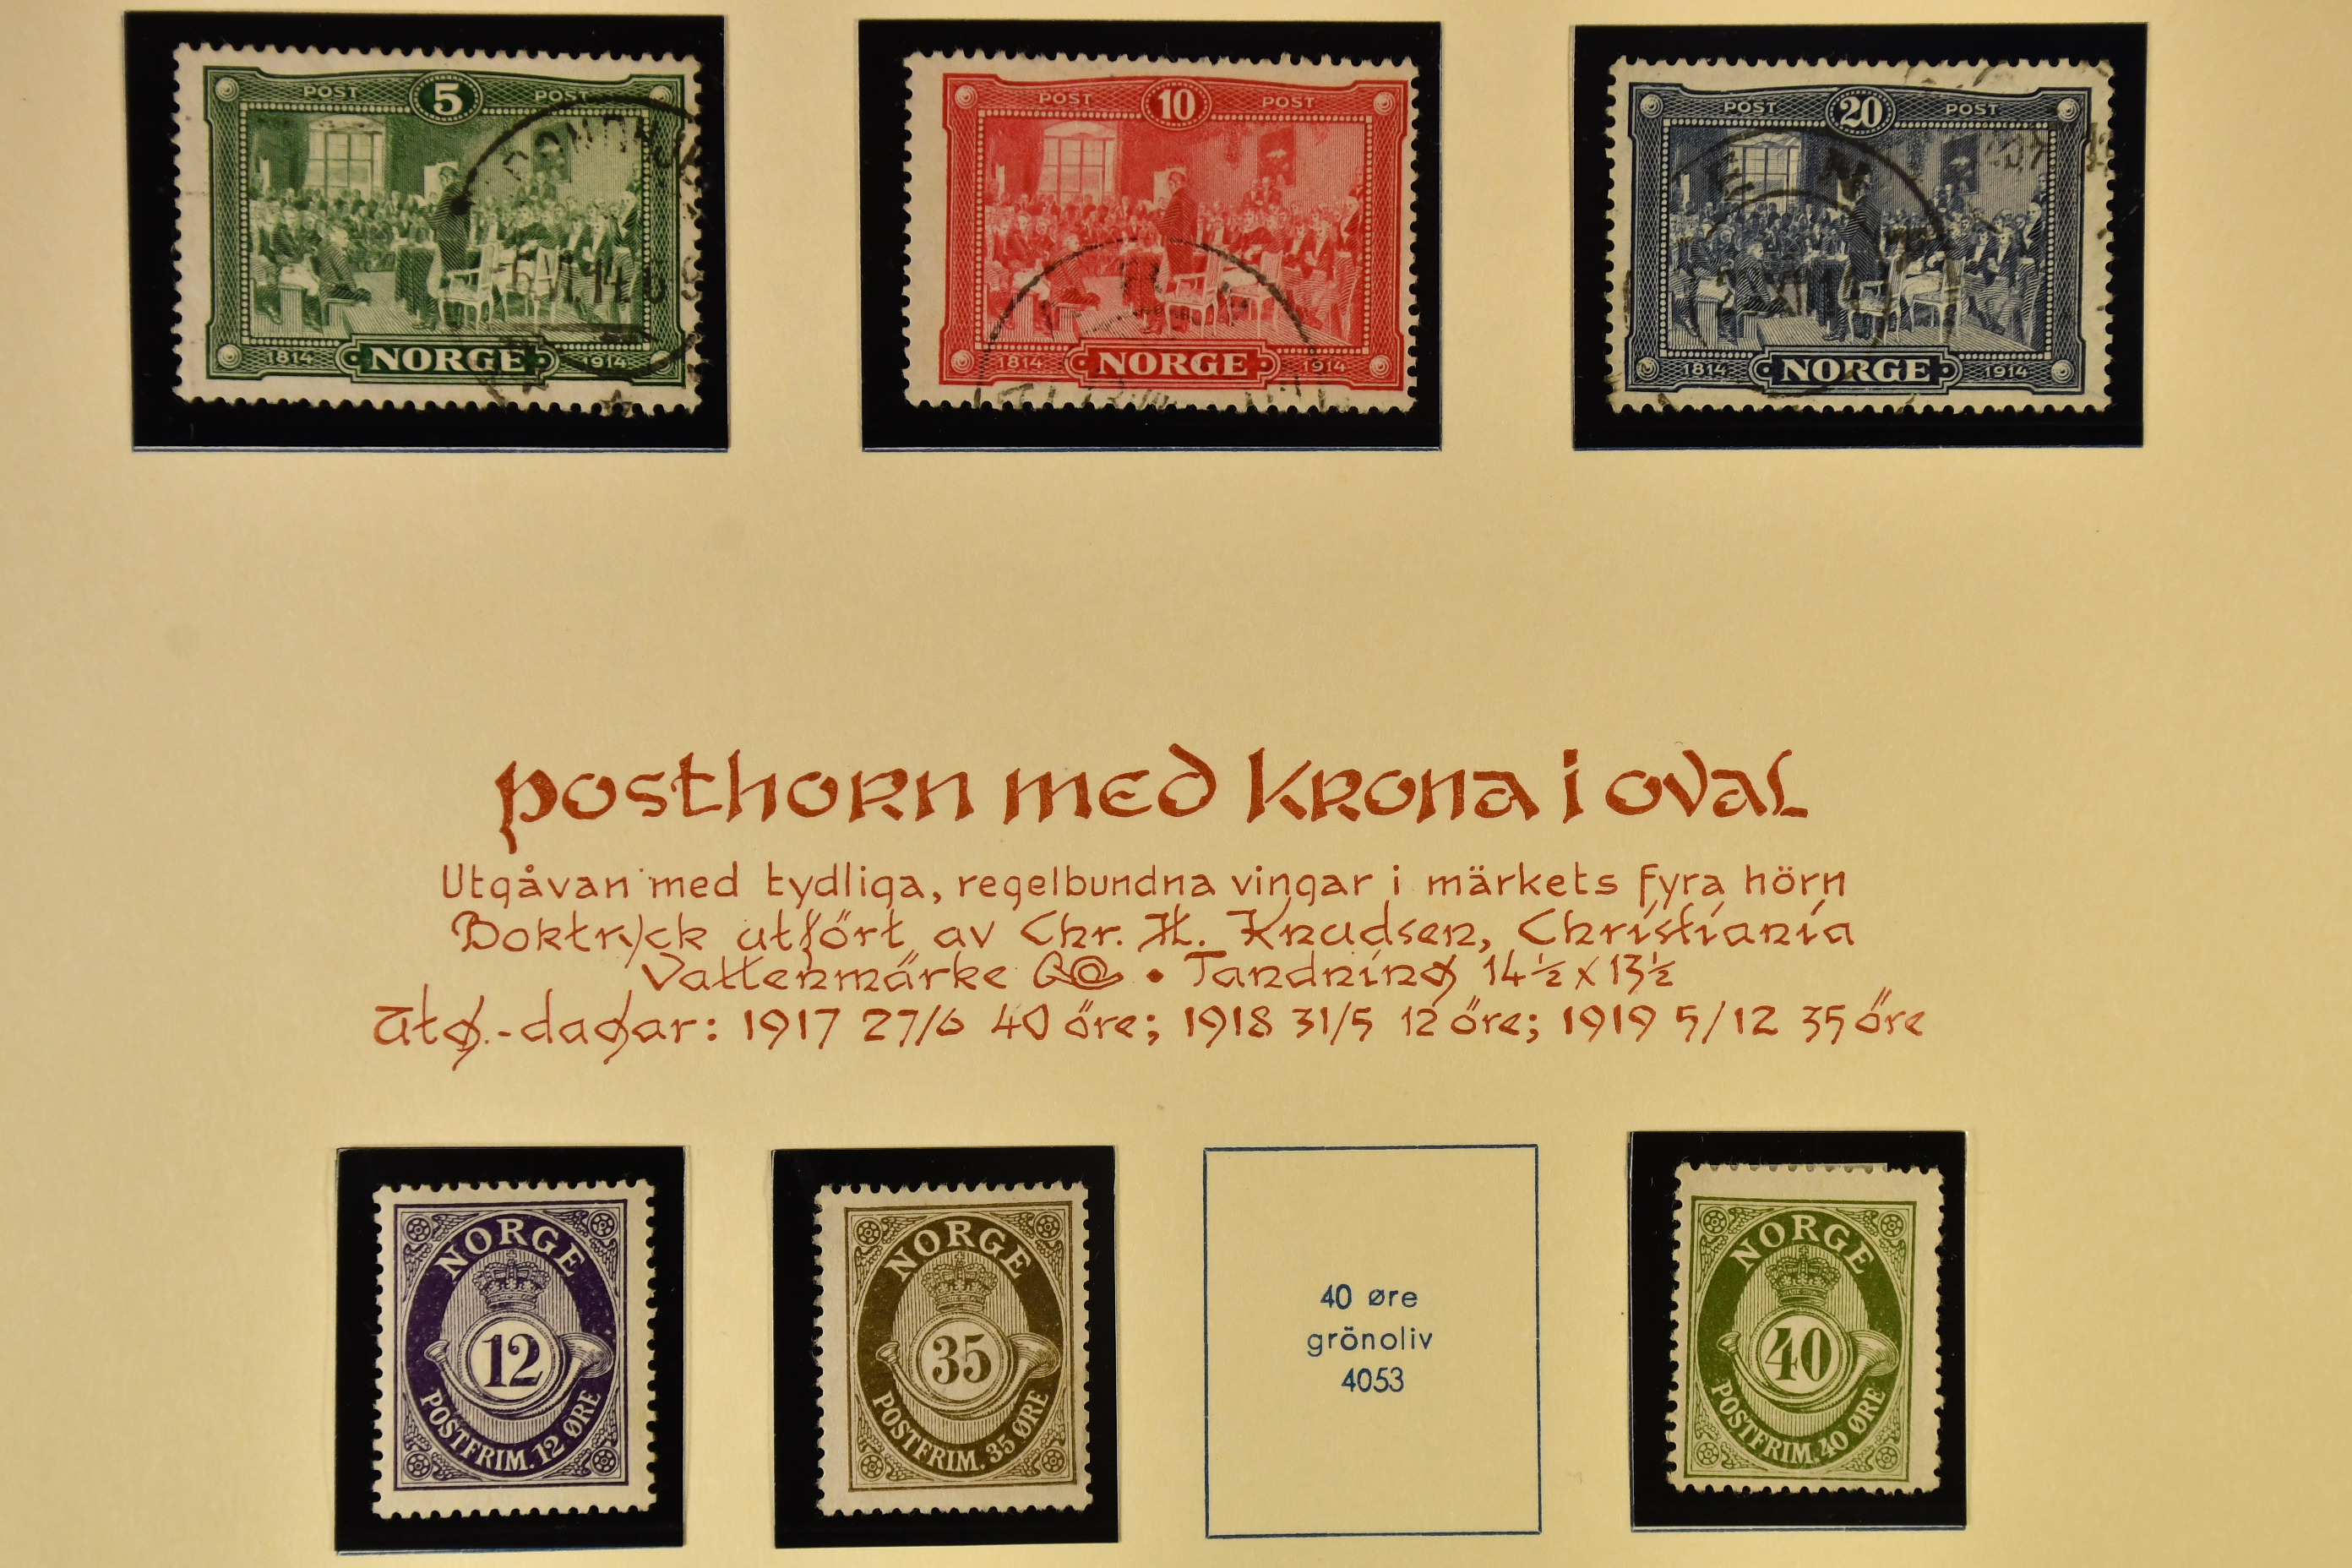 POST 5 POST
1814 NORGE 1914
POST 10 POST
1814 NORGE 1914
POST 20 POST
1814 NORGE 1914
posthorn med krona i oval
Utgåvan med tydliga, regelbundna vingar i märkets fyra hörn
Boktryck utfört av Chr. H. Knudsen, Christiania
Vattenmärke • Tandning 14½ x 13½
Utg.-dagar: 1917 27/6 40 öre; 1918 31/5 12 öre; 1919 5/12 35 öre
NORGE
12
POSTFRIM. 12 ØRE
NORGE
35
POSTFRIM. 35 ØRE
40 øre
grönoliv
4053
NORGE
40
POSTFRIM. 40 ØRE